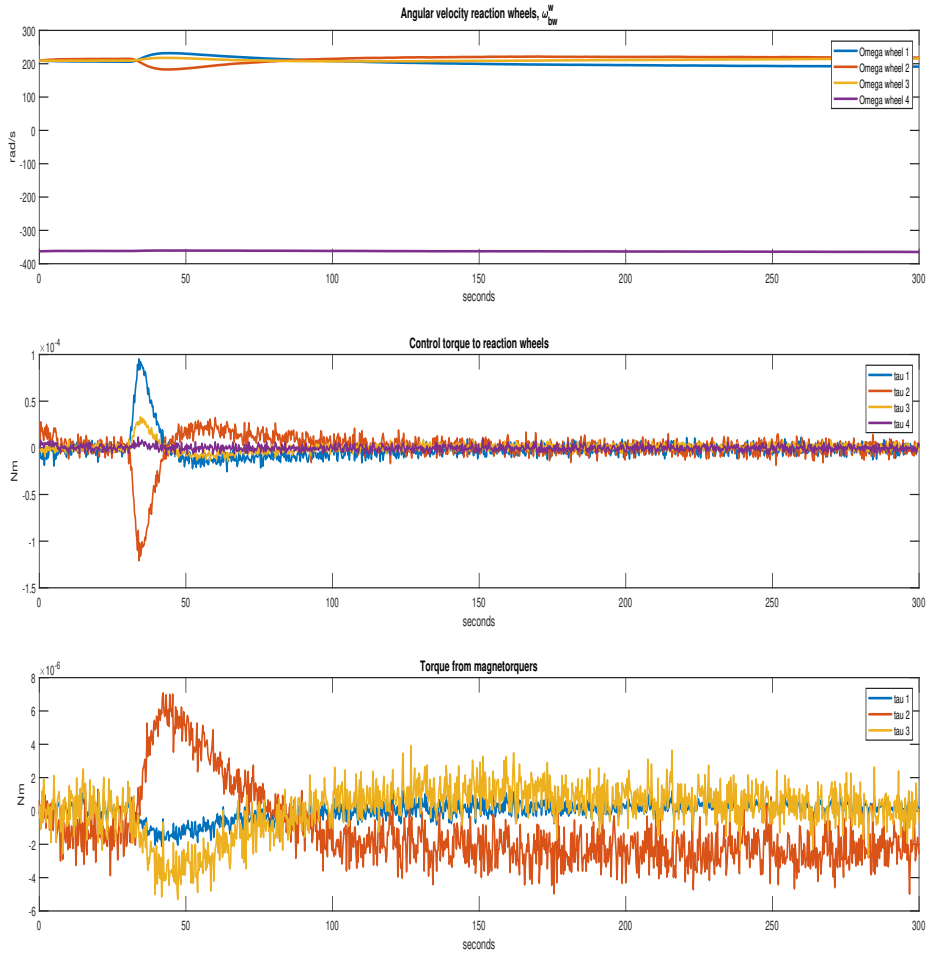 Angular velocity reaction wheels, ω_bw^w
300
200
100
0
-100
-200
-300
-400
rad/s
0 50 100 150 200 250 300
seconds
Omega wheel 1
Omega wheel 2
Omega wheel 3
Omega wheel 4
Control torque to reaction wheels
×10^-4
1
0.5
0
-0.5
-1
-1.5
Nm
0 50 100 150 200 250 300
seconds
tau 1
tau 2
tau 3
tau 4
Torque from magnetorquers
×10^-6
8
6
4
2
0
-2
-4
-6
Nm
0 50 100 150 200 250 300
seconds
tau 1
tau 2
tau 3